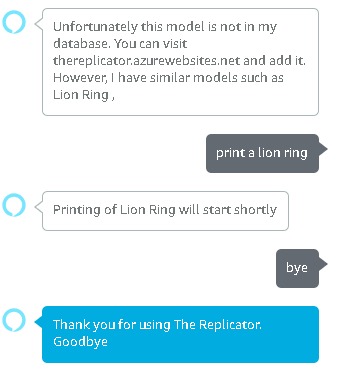 Unfortunately this model is not in my
database. You can visit
thereplicator.azurewebsites.net and add it.
However, I have similar models such as
Lion Ring ,
print a lion ring
Printing of Lion Ring will start shortly
bye
Thank you for using The Replicator.
Goodbye